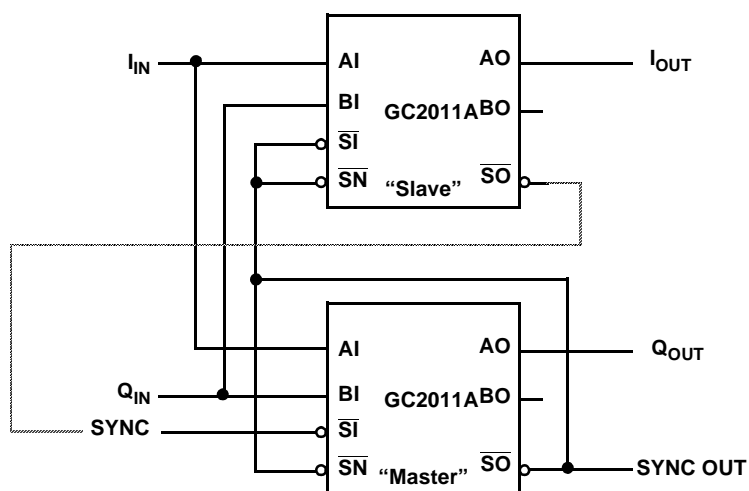 I_IN AI AO I_OUT
BI GC2011A BO
SI
SN “Slave” SO
AI AO Q_OUT
Q_IN BI GC2011A BO
SYNC SI
SN “Master” SO SYNC OUT